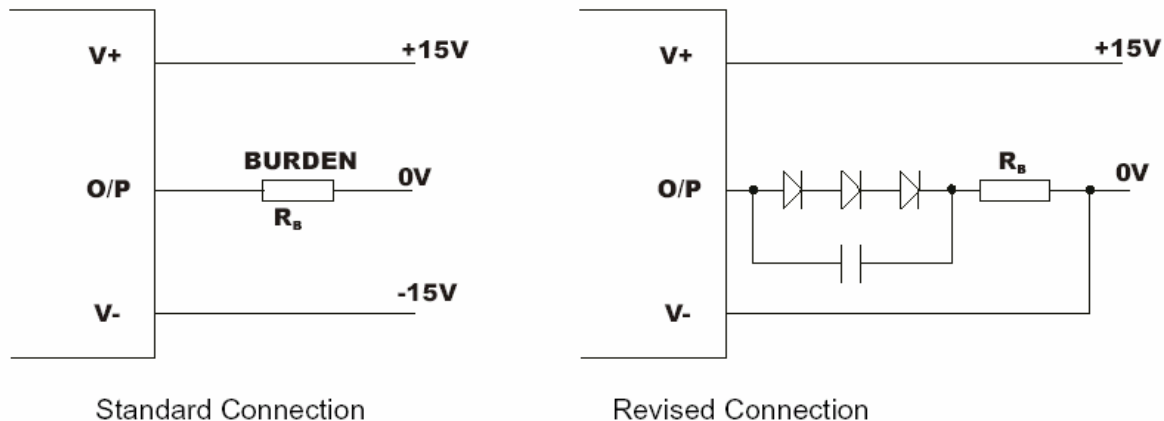 V+
+15V
BURDEN
O/P
0V
R_B
V-
-15V
Standard Connection
V+
+15V
R_B
O/P
0V
V-
Revised Connection